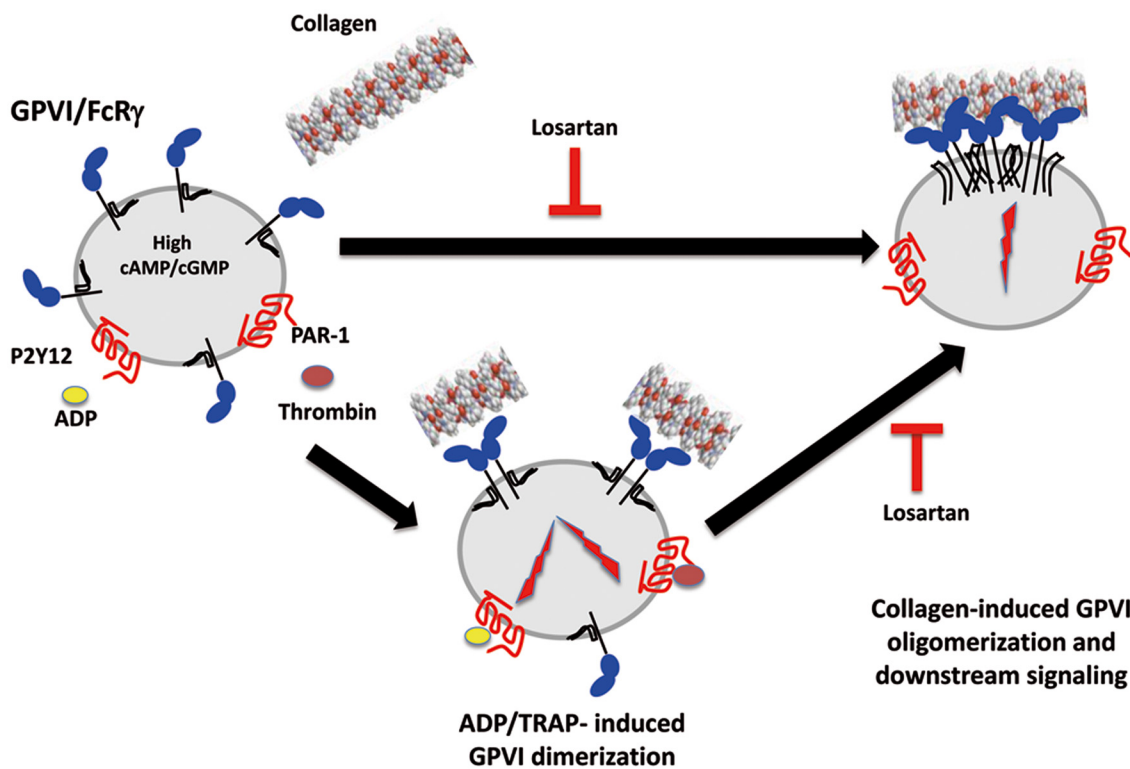 Collagen
GPVI/FcRγ
Losartan
High
cAMP/cGMP
P2Y12
PAR-1
ADP
Thrombin
Losartan
Collagen-induced GPVI
oligomerization and
downstream signaling
ADP/TRAP- induced
GPVI dimerization